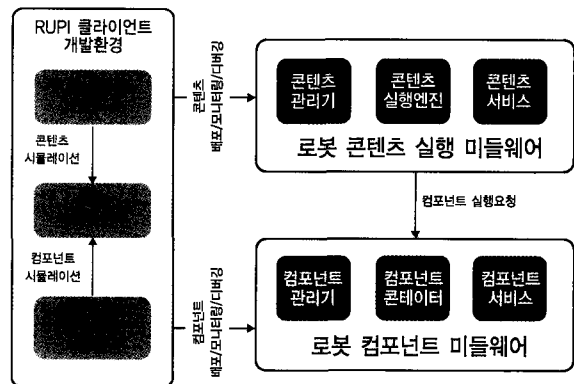 RUPI 클라이언트
개발환경
콘텐츠
시뮬레이션
컴포넌트
시뮬레이션
콘텐츠
배포/모니터링/디버깅
컴포넌트
배포/모니터링/디버깅
콘텐츠
관리기
콘텐츠
실행엔진
콘텐츠
서비스
로봇 콘텐츠 실행 미들웨어
컴포넌트 실행요청
컴포넌트
관리기
컴포넌트
콘테이터
컴포넌트
서비스
로봇 컴포넌트 미들웨어